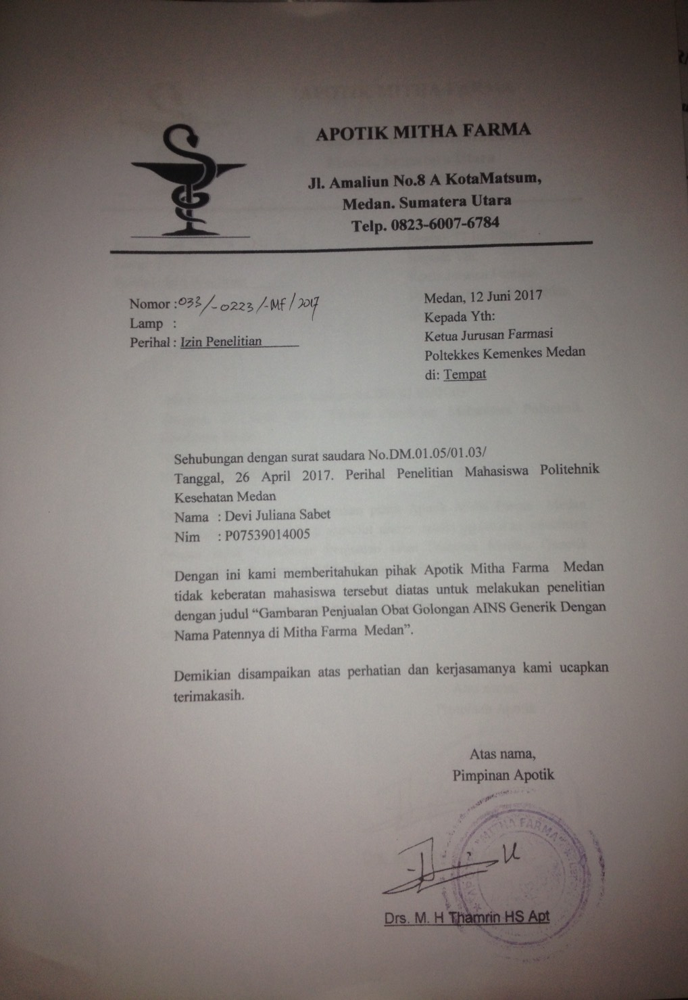 APOTIK MITHA FARMA
Jl. Amaliun No.8 A KotaMatsum,
Medan. Sumatera Utara
Telp. 0823-6007-6784
Nomor :033/-0223/-MF/2017
Lamp :
Perihal : Izin Penelitian
Medan, 12 Juni 2017
Kepada Yth:
Ketua Jurusan Farmasi
Poltekkes Kemenkes Medan
di: Tempat
Sehubungan dengan surat saudara No.DM.01.05/01.03/
Tanggal, 26 April 2017. Perihal Penelitian Mahasiswa Politehnik
Kesehatan Medan
Nama : Devi Juliana Sabet
Nim : P07539014005
Dengan ini kami memberitahukan pihak Apotik Mitha Farma Medan
tidak keberatan mahasiswa tersebut diatas untuk melakukan penelitian
dengan judul “Gambaran Penjualan Obat Golongan AINS Generik Dengan
Nama Patennya di Mitha Farma Medan”.
Demikian disampaikan atas perhatian dan kerjasamanya kami ucapkan
terimakasih.
Atas nama,
Pimpinan Apotik
"MITHA FARMA"
Drs. M. H Thamrin HS Apt